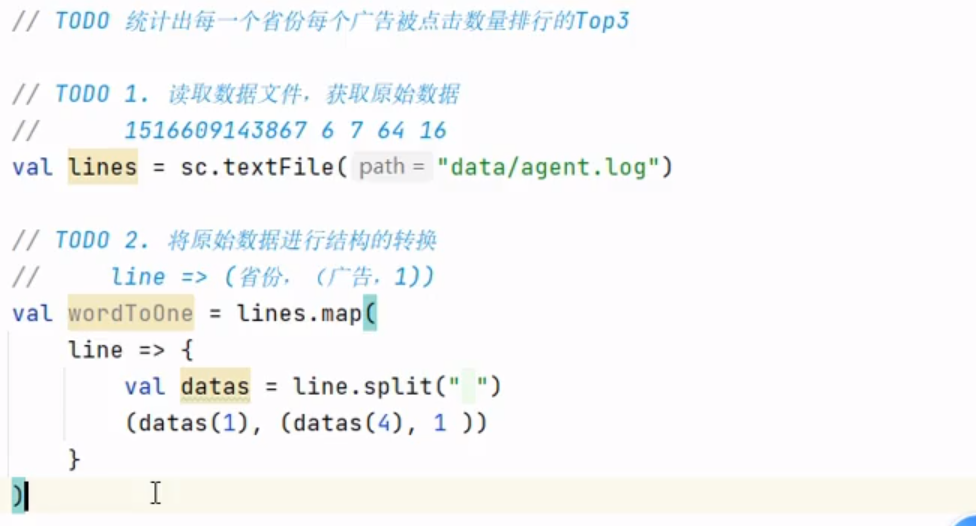 // TODO 统计出每一个省份每个广告被点击数量排行的Top3
// TODO 1. 读取数据文件，获取原始数据
//      1516609143867 6 7 64 16
val lines = sc.textFile( path = "data/agent.log")
// TODO 2. 将原始数据进行结构的转换
//     line => (省份，（广告，1))
val wordToOne = lines.map(
    line => {
        val datas = line.split(" ")
        (datas(1), (datas(4), 1 ))
    }
)